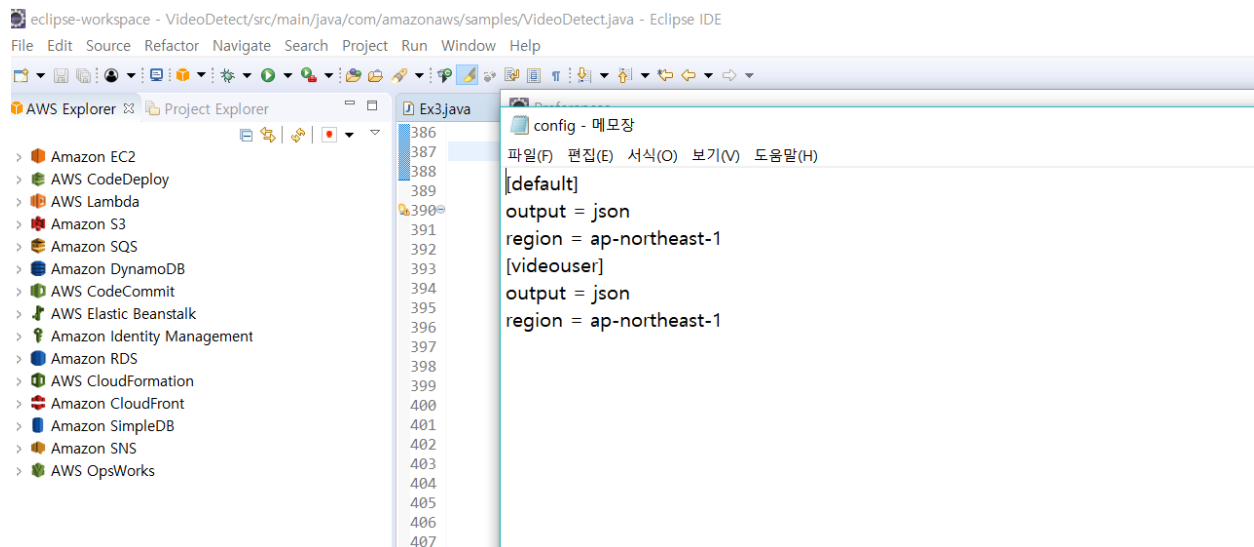 eclipse-workspace - VideoDetect/src/main/java/com/amazonaws/samples/VideoDetect.java - Eclipse IDE
File Edit Source Refactor Navigate Search Project Run Window Help
AWS Explorer Project Explorer
Amazon EC2
AWS CodeDeploy
AWS Lambda
Amazon S3
Amazon SQS
Amazon DynamoDB
AWS CodeCommit
AWS Elastic Beanstalk
Amazon Identity Management
Amazon RDS
AWS CloudFormation
Amazon CloudFront
Amazon SimpleDB
Amazon SNS
AWS OpsWorks
Ex3.java
386
387
388
389
390
391
392
393
394
395
396
397
398
399
400
401
402
403
404
405
406
407
Preferences
config - 메모장
파일(F) 편집(E) 서식(O) 보기(V) 도움말(H)
[default]
output = json
region = ap-northeast-1
[videouser]
output = json
region = ap-northeast-1